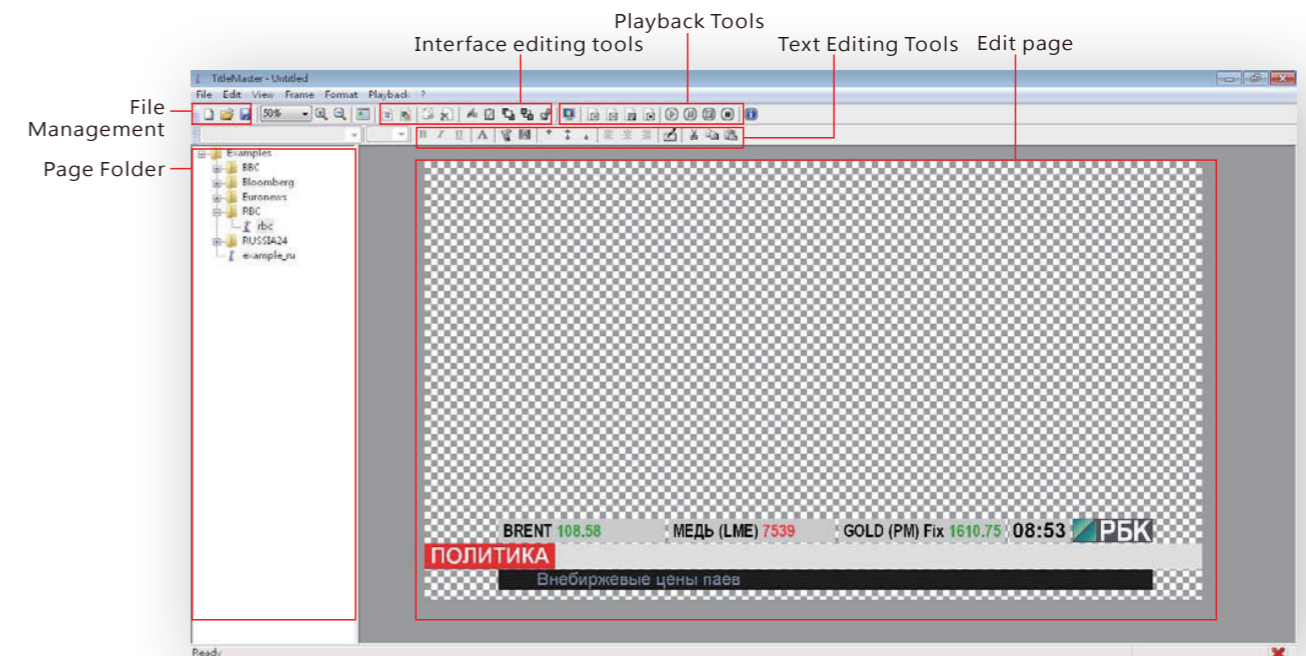 Playback Tools
Interface editing tools
Text Editing Tools
Edit page
File
Management
Page Folder
TitleMaster - Untitled
File Edit View Frame Format Playback ?
50%
B I U A
Examples
BBC
Bloomberg
Euronews
RBC
rbc
RUSSIA24
example_ru
BRENT 108.58 МЕДЬ (LME) 7539 GOLD (PM) Fix 1610.75 08:53 РБК
ПОЛИТИКА
Внебиржевые цены паев
Ready